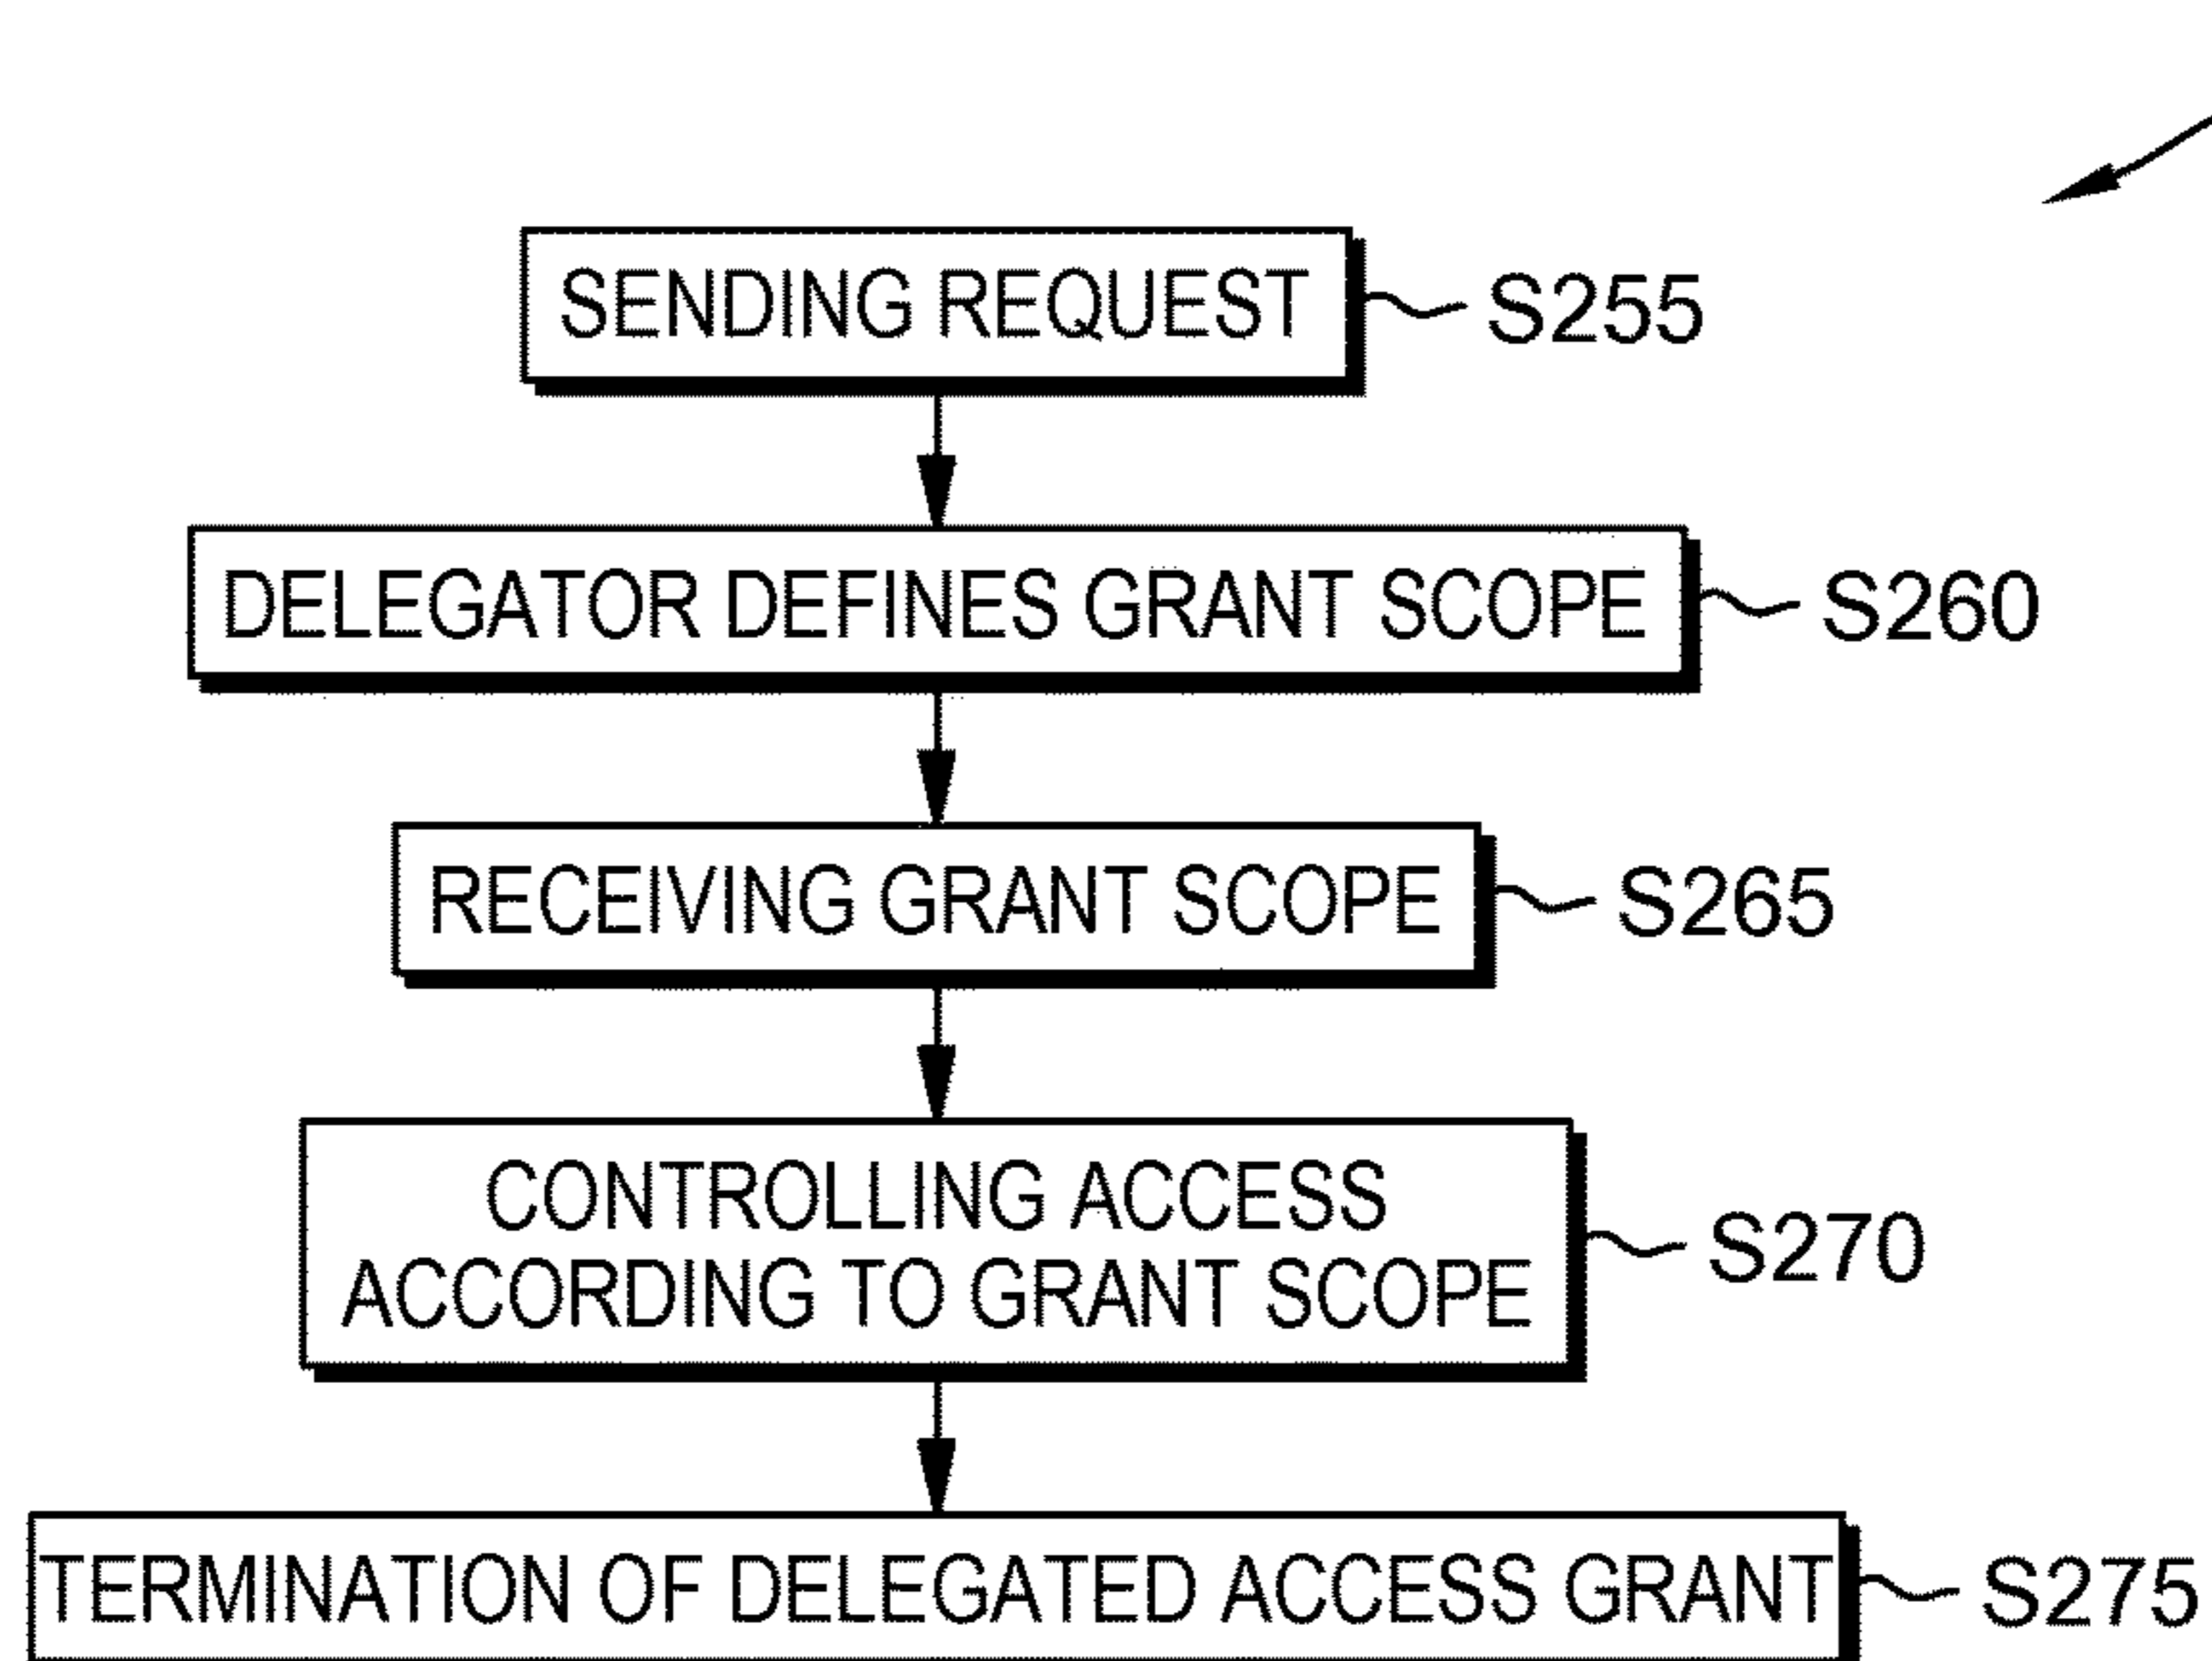 SENDING REQUEST
S255
DELEGATOR DEFINES GRANT SCOPE
S260
RECEIVING GRANT SCOPE
S265
CONTROLLING ACCESS
ACCORDING TO GRANT SCOPE
S270
TERMINATION OF DELEGATED ACCESS GRANT
S275